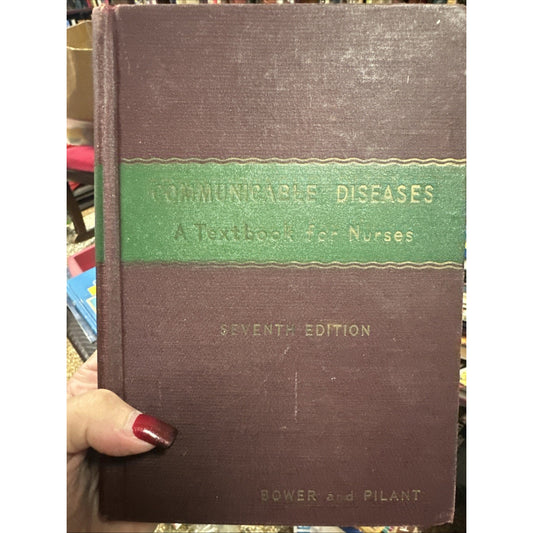 COMMUNICABLE DISEASES
A Textbook for Nurses
SEVENTH EDITION
BOWER and PILANT